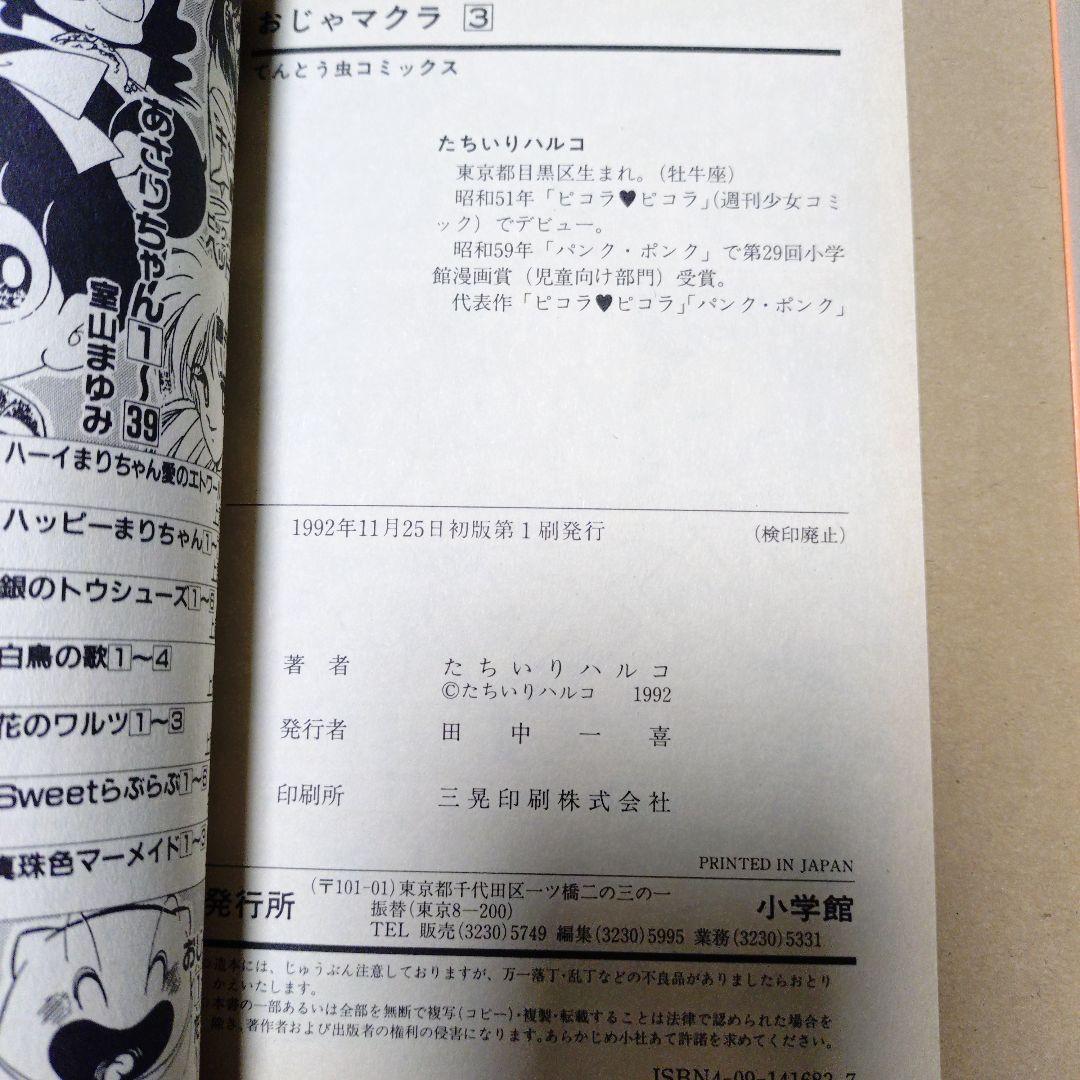 おじゃマクラ 3
てんとう虫コミックス
たちいりハルコ
東京都目黒区生まれ。(牡牛座)
昭和51年「ピコラ♥ピコラ」(週刊少女コミ
ック)でデビュー。
昭和59年「パンク・ポンク」で第29回小学
館漫画賞(児童向け部門)受賞。
代表作「ピコラ♥ピコラ」「パンク・ポンク」
1992年11月25日初版第1刷発行
(検印廃止)
著者 たちいりハルコ
©たちいりハルコ 1992
発行者 田中一喜
印刷所 三晃印刷株式会社
PRINTED IN JAPAN
発行所
(〒101-01)東京都千代田区一ツ橋二の三の一
振替(東京8―200)
TEL 販売(3230)5749 編集(3230)5995 業務(3230)5331
小学館
造本には、じゅうぶん注意しておりますが、万一落丁・乱丁などの不良品がありましたらおとり
かえいたします。
本書の一部あるいは全部を無断で複写(コピー)・複製・転載することは法律で認められた場合を
除き、著作者および出版者の権利の侵害になります。あらかじめ小社あて許諾を求めてください。
ISBN4-09-141682-7
あさりちゃん1〜39
室山まゆみ
ハーイまりちゃん愛のエトワー
ハッピーまりちゃん1〜
銀のトウシューズ1〜6
白鳥の歌1〜4
花のワルツ1〜3
Sweetらぶらぶ1〜6
真珠色マーメイド1〜3
おじ